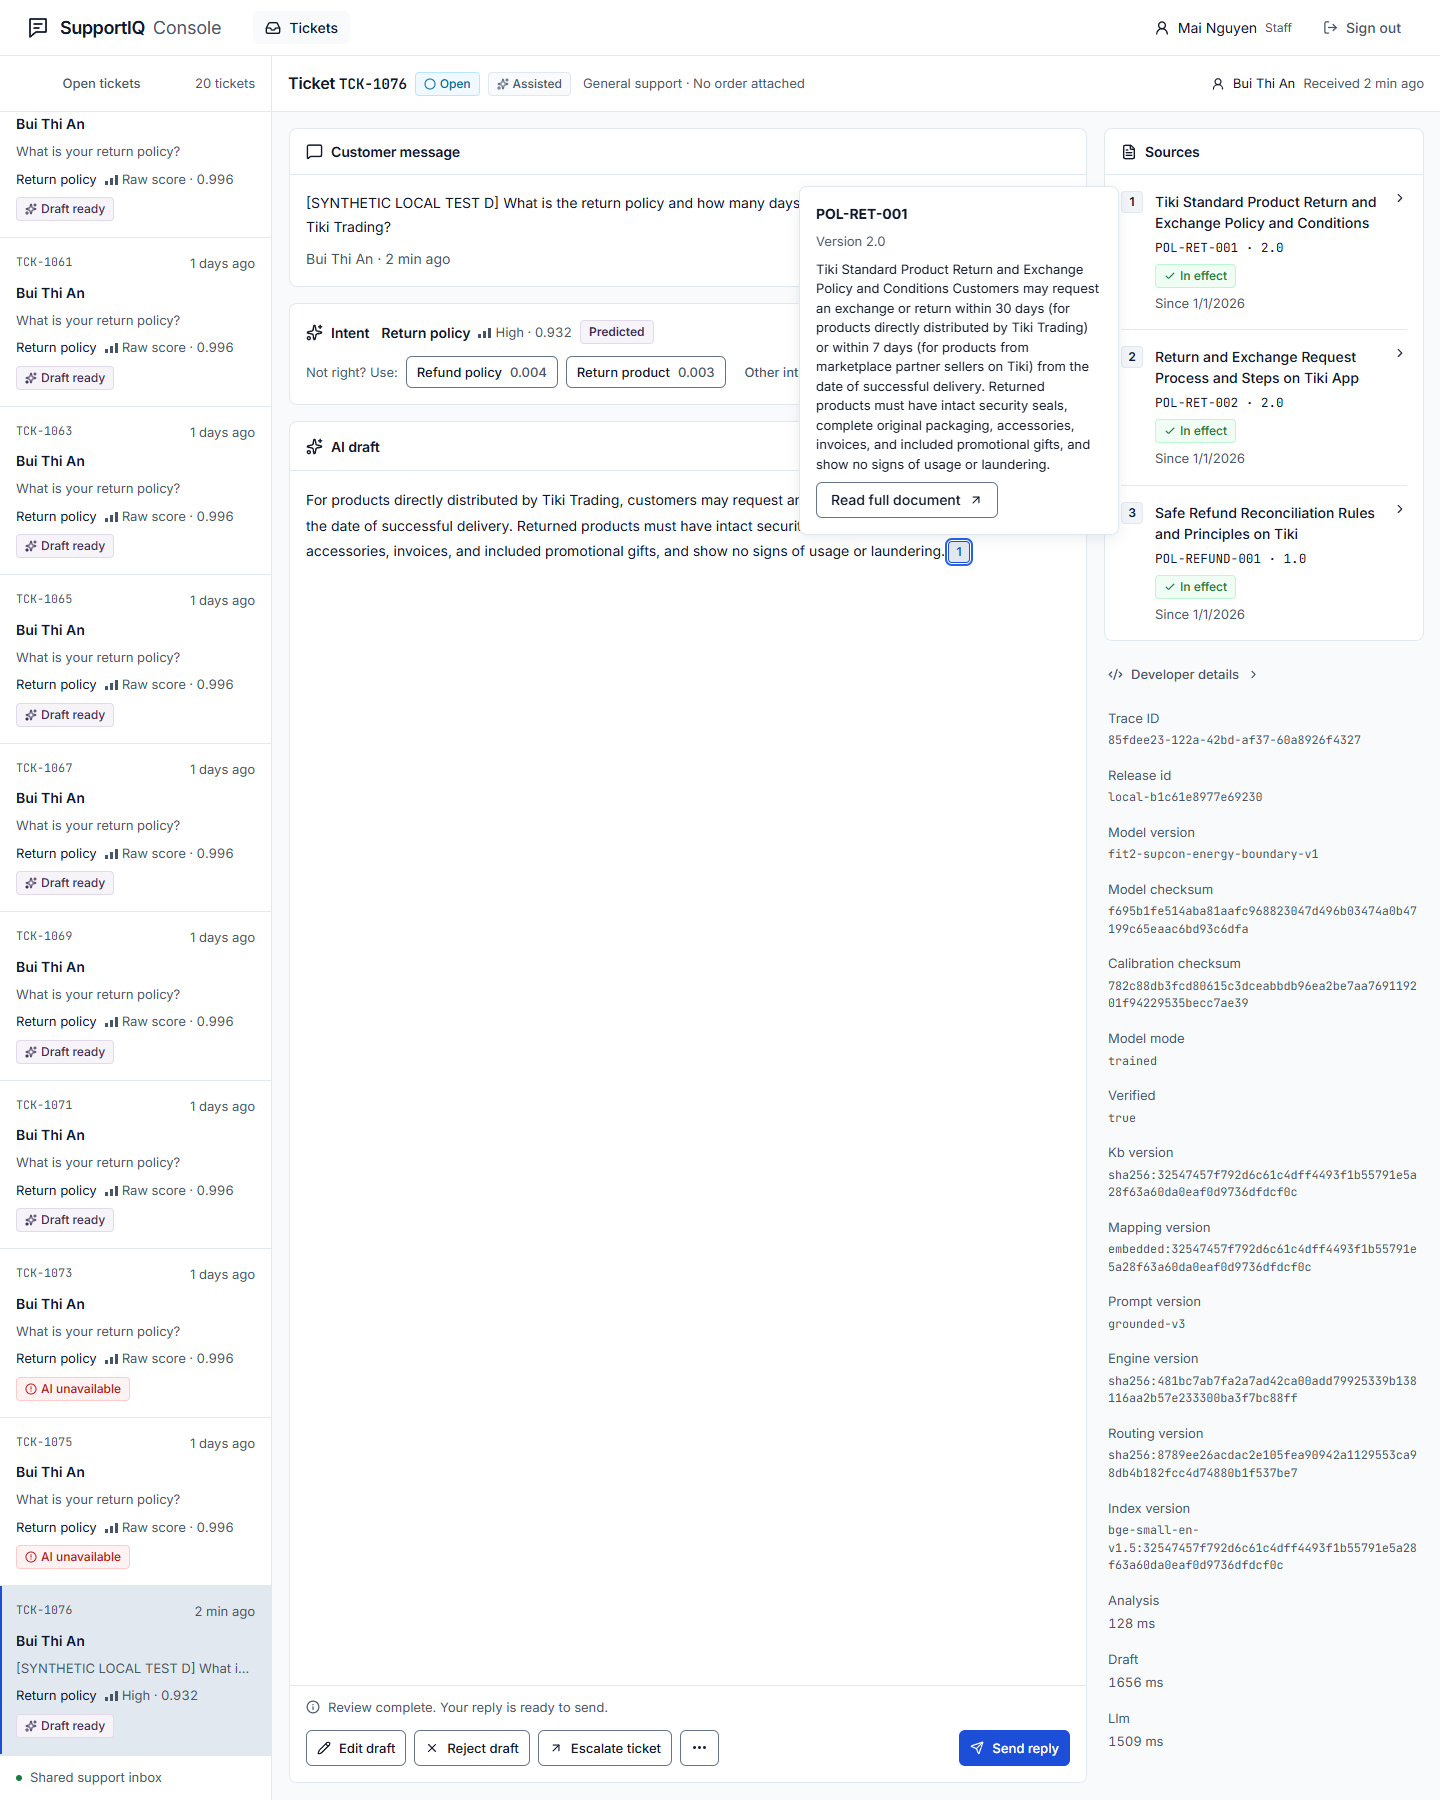 SupportIQ Console
Tickets
Mai Nguyen Staff
Sign out
Open tickets
20 tickets
Bui Thi An
What is your return policy?
Return policy Raw score · 0.996
Draft ready
TCK-1061 1 days ago
Bui Thi An
What is your return policy?
Return policy Raw score · 0.996
Draft ready
TCK-1063 1 days ago
Bui Thi An
What is your return policy?
Return policy Raw score · 0.996
Draft ready
TCK-1065 1 days ago
Bui Thi An
What is your return policy?
Return policy Raw score · 0.996
Draft ready
TCK-1067 1 days ago
Bui Thi An
What is your return policy?
Return policy Raw score · 0.996
Draft ready
TCK-1069 1 days ago
Bui Thi An
What is your return policy?
Return policy Raw score · 0.996
Draft ready
TCK-1071 1 days ago
Bui Thi An
What is your return policy?
Return policy Raw score · 0.996
Draft ready
TCK-1073 1 days ago
Bui Thi An
What is your return policy?
Return policy Raw score · 0.996
AI unavailable
TCK-1075 1 days ago
Bui Thi An
What is your return policy?
Return policy Raw score · 0.996
AI unavailable
TCK-1076 2 min ago
Bui Thi An
[SYNTHETIC LOCAL TEST D] What i...
Return policy High · 0.932
Draft ready
Shared support inbox
Ticket TCK-1076 Open Assisted General support · No order attached
Bui Thi An Received 2 min ago
Customer message
[SYNTHETIC LOCAL TEST D] What is the return policy and how many days
Tiki Trading?
Bui Thi An · 2 min ago
Intent Return policy High · 0.932 Predicted
Not right? Use: Refund policy 0.004 Return product 0.003 Other int
AI draft
For products directly distributed by Tiki Trading, customers may request
the date of successful delivery. Returned products must have intact
accessories, invoices, and included promotional gifts, and show no signs of usage or laundering. 1
POL-RET-001
Version 2.0
Tiki Standard Product Return and Exchange
Policy and Conditions Customers may request
an exchange or return within 30 days (for
products directly distributed by Tiki Trading)
or within 7 days (for products from
marketplace partner sellers on Tiki) from the
date of successful delivery. Returned
products must have intact security seals,
complete original packaging, accessories,
invoices, and included promotional gifts, and
show no signs of usage or laundering.
Read full document
Review complete. Your reply is ready to send.
Edit draft
Reject draft
Escalate ticket
···
Send reply
Sources
1 Tiki Standard Product Return and
Exchange Policy and Conditions
POL-RET-001 · 2.0
In effect
Since 1/1/2026
2 Return and Exchange Request
Process and Steps on Tiki App
POL-RET-002 · 2.0
In effect
Since 1/1/2026
3 Safe Refund Reconciliation Rules
and Principles on Tiki
POL-REFUND-001 · 1.0
In effect
Since 1/1/2026
Developer details
Trace ID
85fdee23-122a-42bd-af37-60a8926f4327
Release id
local-b1c61e8977e69230
Model version
fit2-supcon-energy-boundary-v1
Model checksum
f695b1fe514aba81aafc968823047d496b03474a0b47
199c65eaac6bd93c6dfa
Calibration checksum
782c88db3fcd80615c3dceabbdb96ea2be7aa7691192
01f94229535becc7ae39
Model mode
trained
Verified
true
Kb version
sha256:32547457f792d6c61c4dff4493f1b55791e5a
28f63a60da0eaf0d9736dfdcf0c
Mapping version
embedded:32547457f792d6c61c4dff4493f1b55791e
5a28f63a60da0eaf0d9736dfdcf0c
Prompt version
grounded-v3
Engine version
sha256:481bc7ab7fa2a7ad42ca00add79925339b138
116aa2b57e233300ba3f7bc88ff
Routing version
sha256:8789ee26acdac2e105fea90942a1129553ca9
8db4b182fcc4d74880b1f537be7
Index version
bge-small-en-
v1.5:32547457f792d6c61c4dff4493f1b55791e5a28
f63a60da0eaf0d9736dfdcf0c
Analysis
128 ms
Draft
1656 ms
Llm
1509 ms